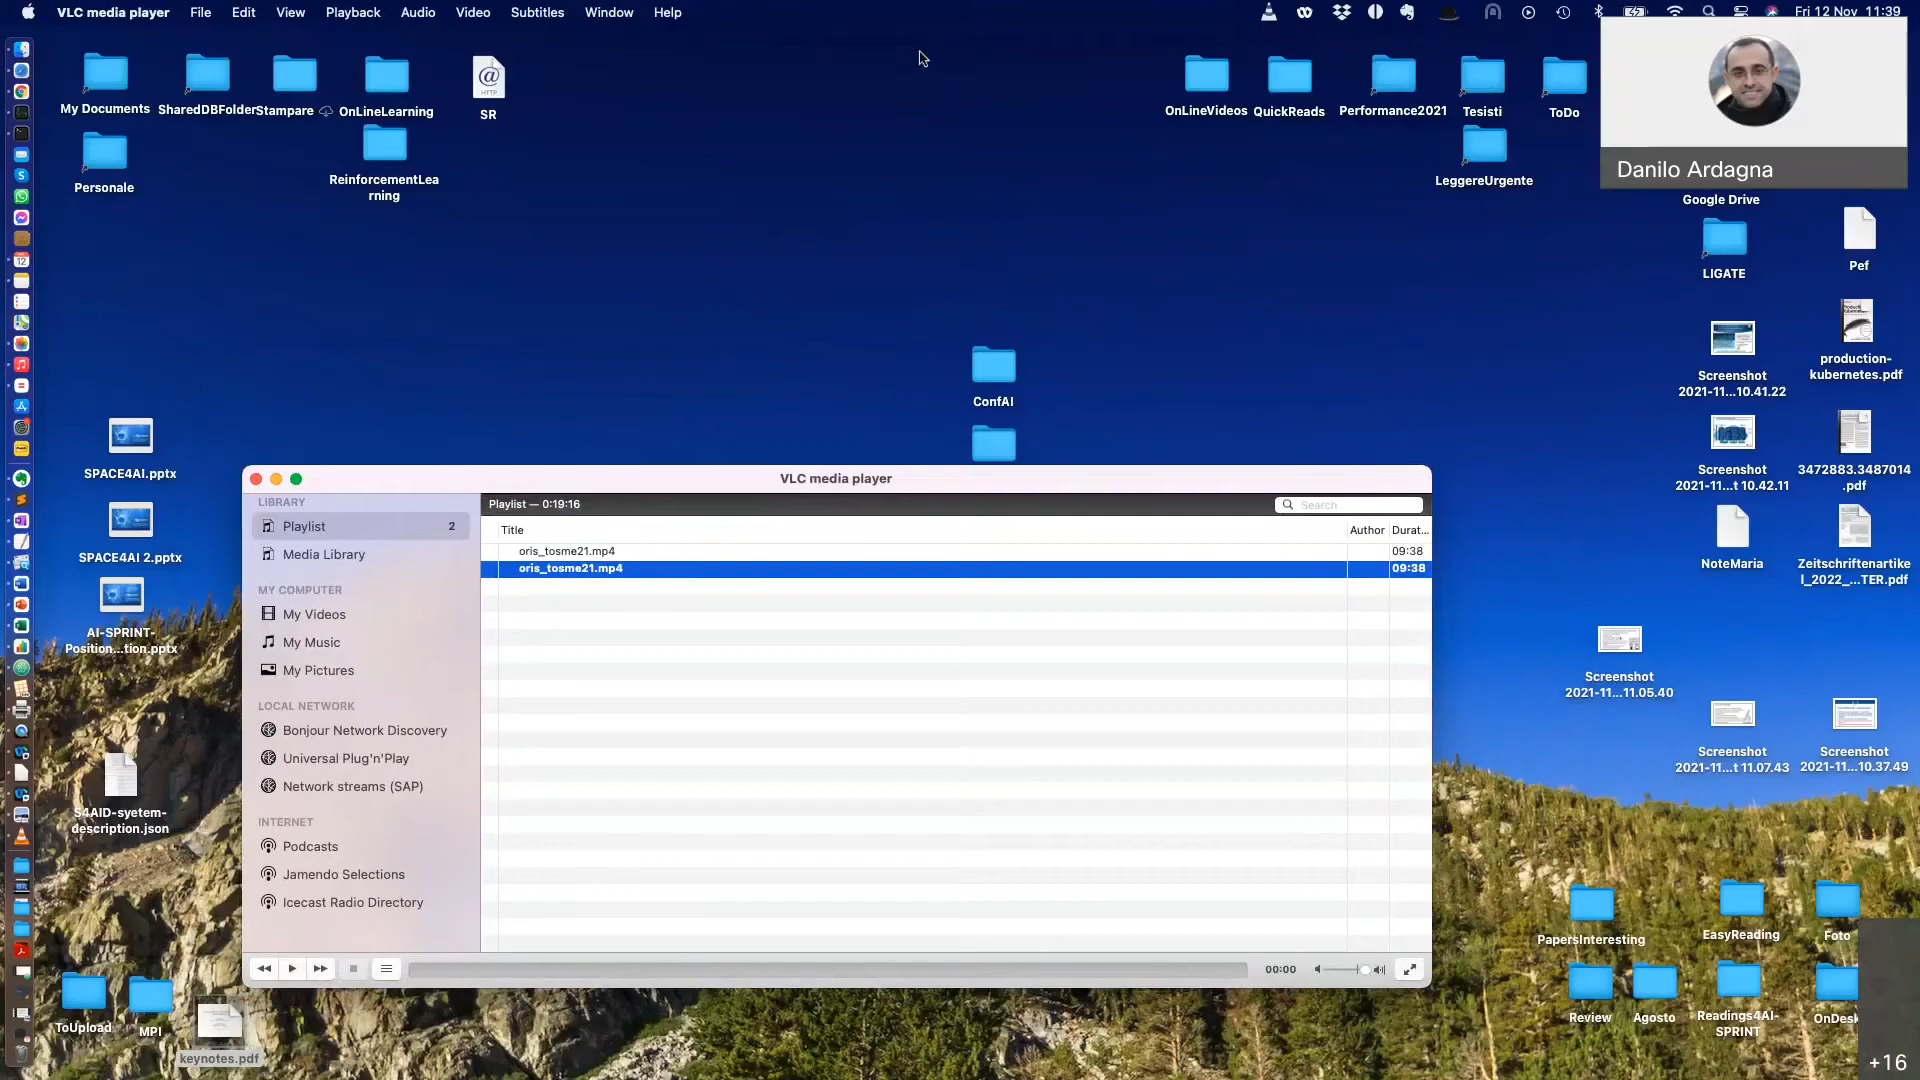 VLC media player File Edit View Playback Audio Video Subtitles Window Help
Fri 12 Nov 11:39
My Documents
SharedDBFolder
Stampare
OnLineLearning
SR
HTTP
OnLineVideos
QuickReads
Performance2021
Tesisti
ToDo
Personale
ReinforcementLea
rning
LeggereUrgente
Danilo Ardagna
Google Drive
LIGATE
Pef
Screenshot
2021-11...10.41.22
production-
kubernetes.pdf
ConfAI
SPACE4AI.pptx
Screenshot
2021-11...t 10.42.11
3472883.3487014
.pdf
SPACE4AI 2.pptx
NoteMaria
Zeitschriftenartike
l_2022_...TER.pdf
AI-SPRINT-
Position...tion.pptx
Screenshot
2021-11...11.05.40
Screenshot
2021-11...t 11.07.43
Screenshot
2021-11...10.37.49
S4AID-syetem-
description.json
VLC media player
LIBRARY
Playlist 2
Media Library
MY COMPUTER
My Videos
My Music
My Pictures
LOCAL NETWORK
Bonjour Network Discovery
Universal Plug'n'Play
Network streams (SAP)
INTERNET
Podcasts
Jamendo Selections
Icecast Radio Directory
Playlist — 0:19:16
Search
Title Author Durat...
oris_tosme21.mp4 09:38
oris_tosme21.mp4 09:38
00:00
PapersInteresting
EasyReading
Foto
Review
Agosto
Readings4AI-
SPRINT
OnDesk
ToUpload
MPI
keynotes.pdf
+16